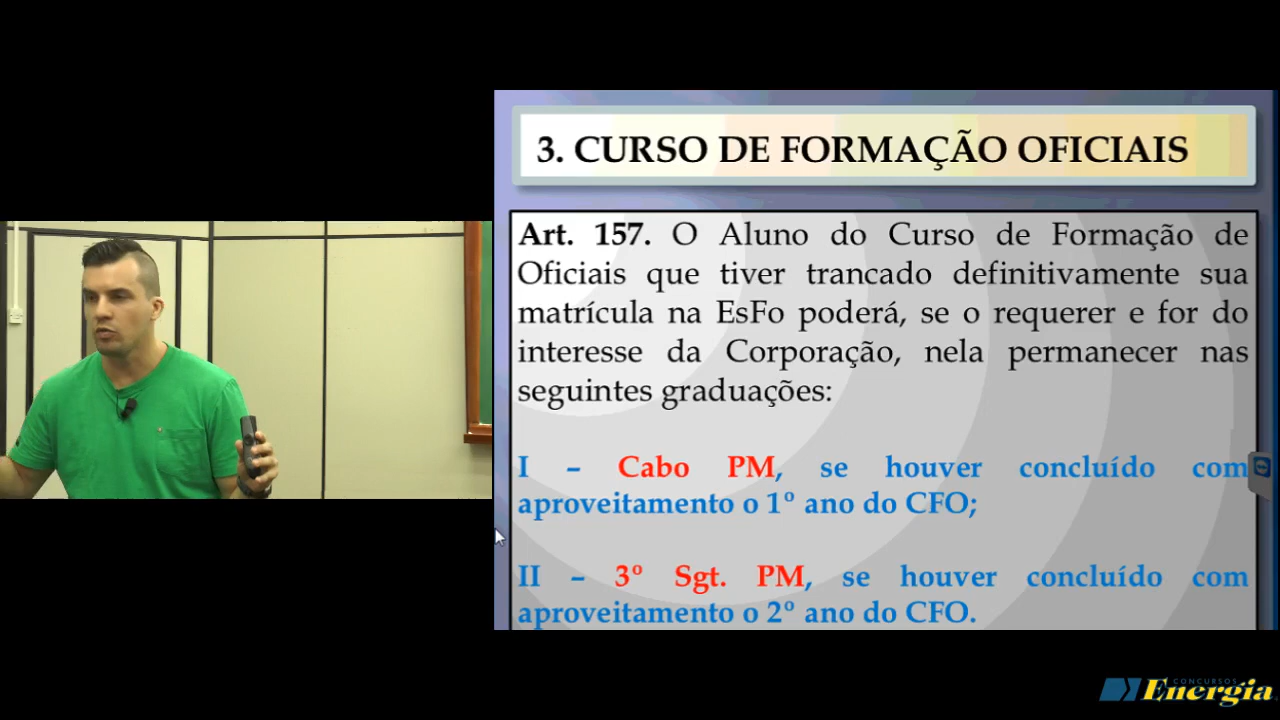 3. CURSO DE FORMAÇÃO OFICIAIS
Art. 157. O Aluno do Curso de Formação de
Oficiais que tiver trancado definitivamente sua
matrícula na EsFo poderá, se o requerer e for do
interesse da Corporação, nela permanecer nas
seguintes graduações:
I – Cabo PM, se houver concluído com
aproveitamento o 1º ano do CFO;
II – 3º Sgt. PM, se houver concluído com
aproveitamento o 2º ano do CFO.
CONCURSOS
Energia